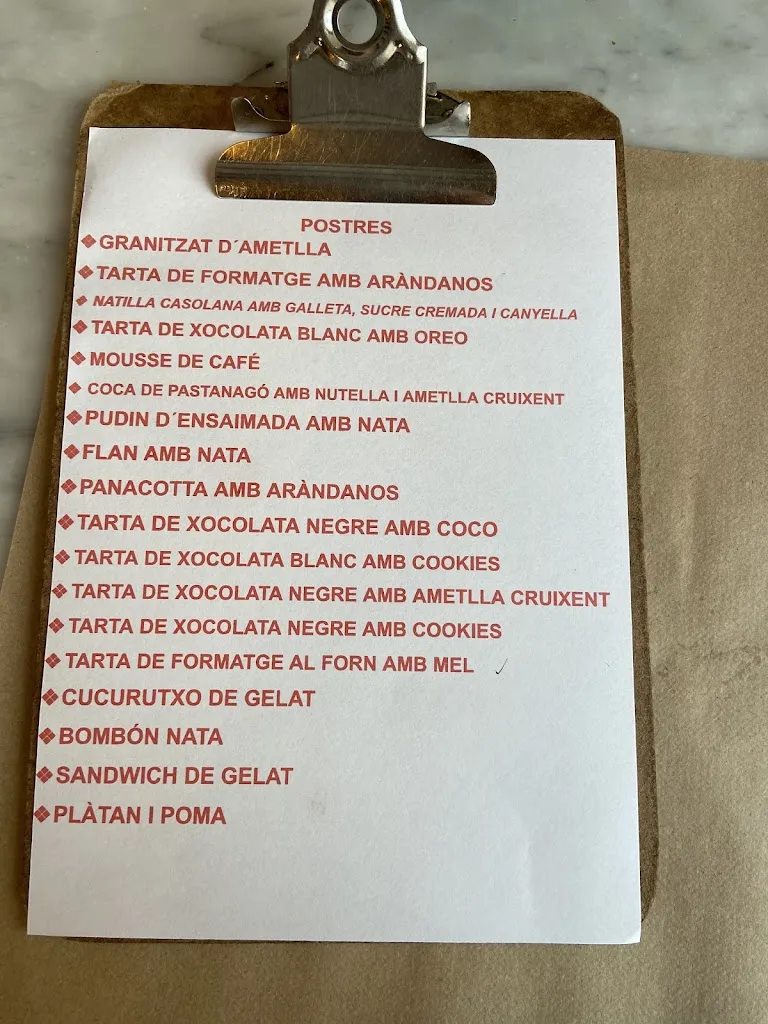 POSTRES
❖GRANITZAT D´AMETLLA
❖TARTA DE FORMATGE AMB ARÀNDANOS
❖ NATILLA CASOLANA AMB GALLETA, SUCRE CREMADA I CANYELLA
❖TARTA DE XOCOLATA BLANC AMB OREO
❖MOUSSE DE CAFÉ
❖ COCA DE PASTANAGÓ AMB NUTELLA I AMETLLA CRUIXENT
❖PUDIN D´ENSAIMADA AMB NATA
❖FLAN AMB NATA
❖PANACOTTA AMB ARÀNDANOS
❖TARTA DE XOCOLATA NEGRE AMB COCO
❖TARTA DE XOCOLATA BLANC AMB COOKIES
❖TARTA DE XOCOLATA NEGRE AMB AMETLLA CRUIXENT
❖TARTA DE XOCOLATA NEGRE AMB COOKIES
❖TARTA DE FORMATGE AL FORN AMB MEL ✓
❖CUCURUTXO DE GELAT
❖BOMBÓN NATA
❖SANDWICH DE GELAT
❖PLÀTAN I POMA